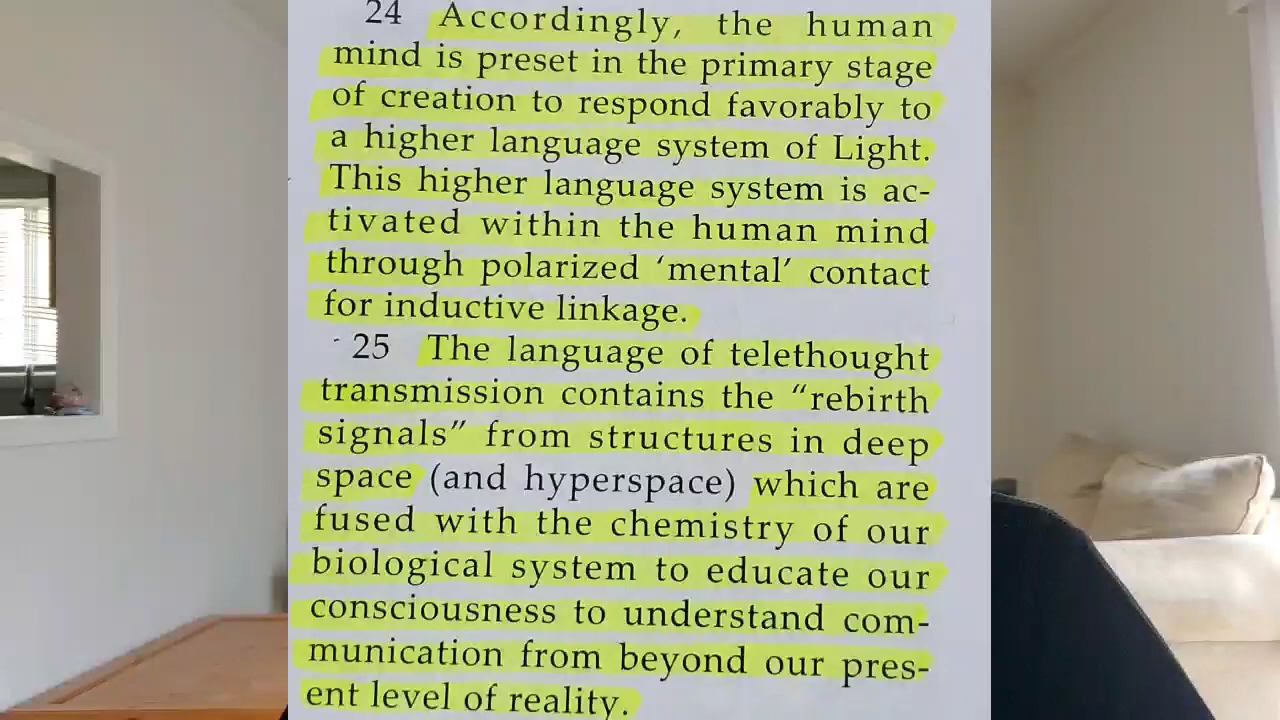 24 Accordingly, the human
mind is preset in the primary stage
of creation to respond favorably to
a higher language system of Light.
This higher language system is ac-
tivated within the human mind
through polarized ‘mental’ contact
for inductive linkage.
25 The language of telethought
transmission contains the “rebirth
signals” from structures in deep
space (and hyperspace) which are
fused with the chemistry of our
biological system to educate our
consciousness to understand com-
munication from beyond our pres-
ent level of reality.